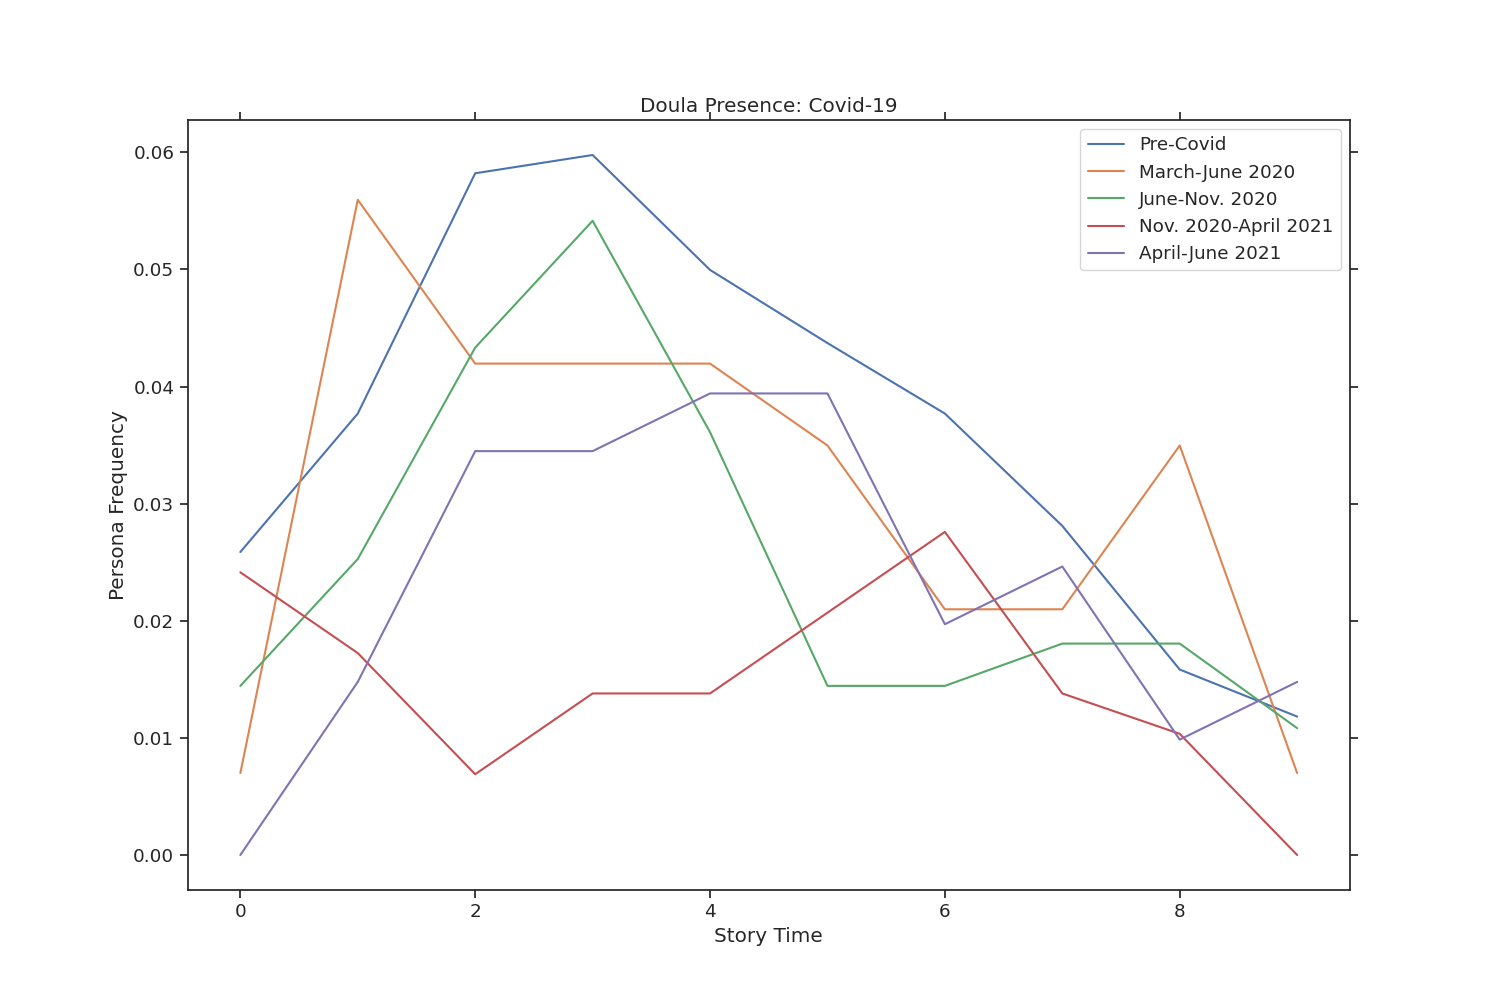 Doula Presence: Covid-19
Pre-Covid
March-June 2020
June-Nov. 2020
Nov. 2020-April 2021
April-June 2021
Persona Frequency
0.06
0.05
0.04
0.03
0.02
0.01
0.00
0 2 4 6 8
Story Time